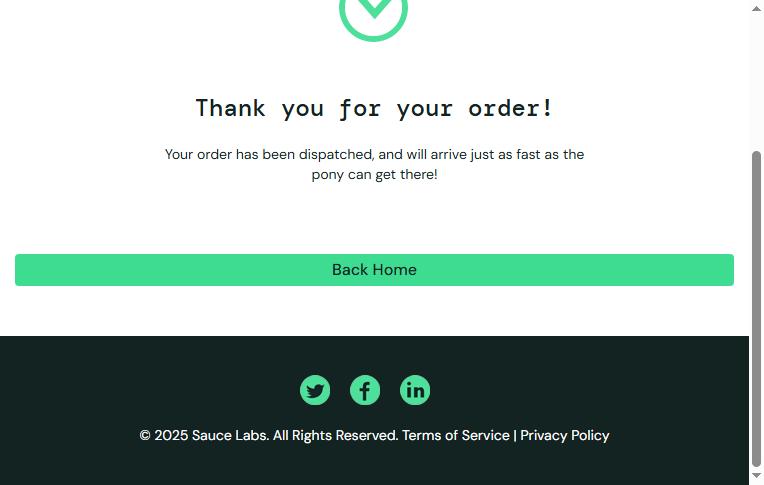 Thank you for your order!
Your order has been dispatched, and will arrive just as fast as the
pony can get there!
Back Home
© 2025 Sauce Labs. All Rights Reserved. Terms of Service | Privacy Policy